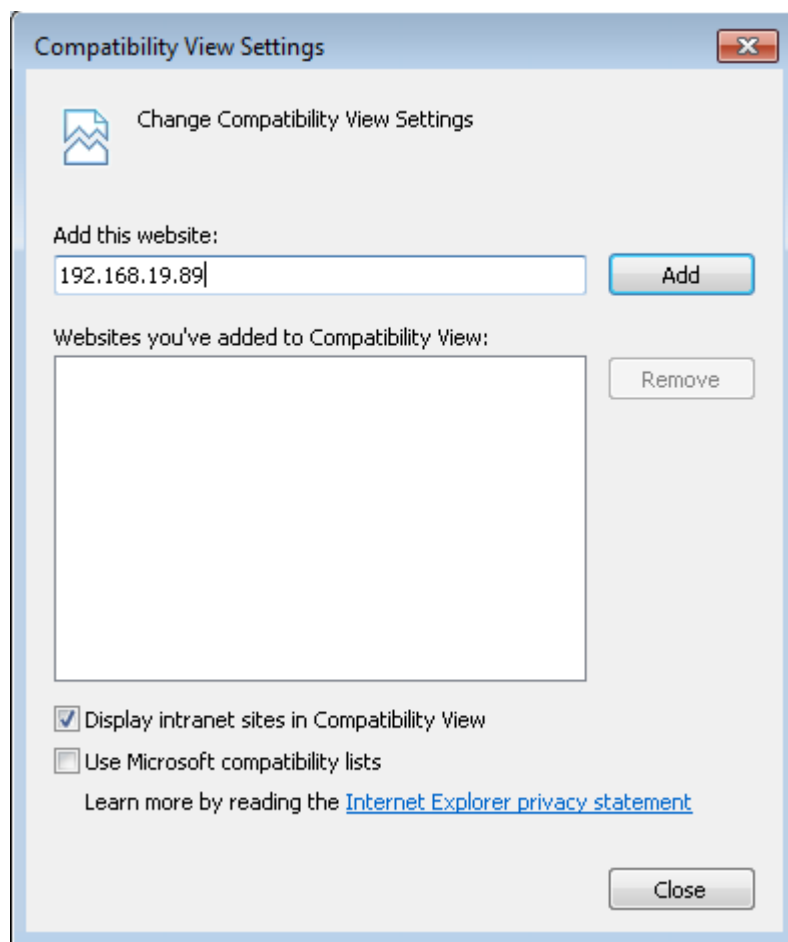 Compatibility View Settings
Change Compatibility View Settings
Add this website:
192.168.19.89
Add
Websites you've added to Compatibility View:
Remove
Display intranet sites in Compatibility View
Use Microsoft compatibility lists
Learn more by reading the Internet Explorer privacy statement
Close